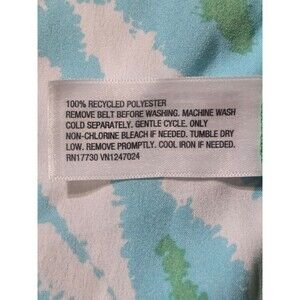 100% RECYCLED POLYESTER
REMOVE BELT BEFORE WASHING. MACHINE WASH
COLD SEPARATELY. GENTLE CYCLE. ONLY
NON-CHLORINE BLEACH IF NEEDED. TUMBLE DRY
LOW. REMOVE PROMPTLY. COOL IRON IF NEEDED.
RN17730 VN1247024